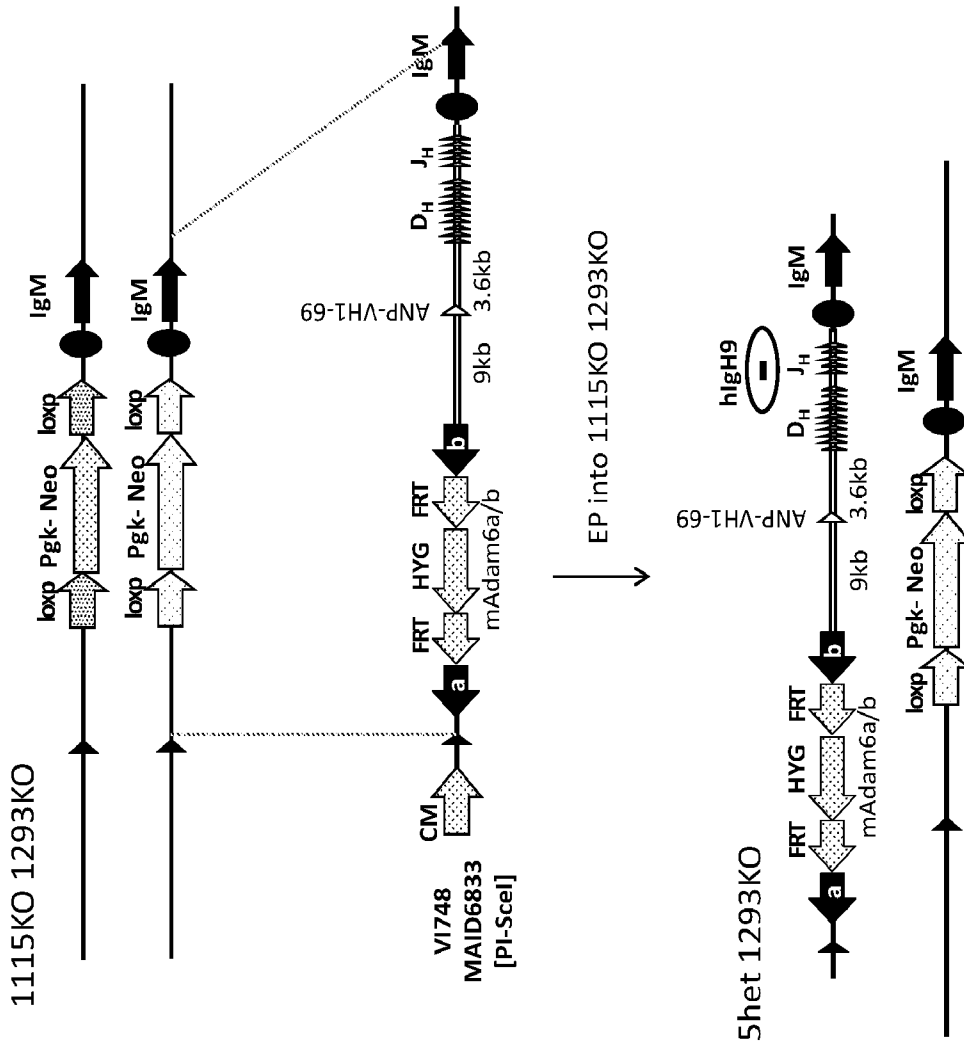 1115KO 1293KO
loxp Pgk- Neo loxp IgM
loxp Pgk- Neo loxp IgM
CM a FRT HYG FRT b ANP-VH1-69 DH JH IgM
mAdam6a/b 9kb 3.6kb
VI748
MAID6833
[PI-SceI]
EP into 1115KO 1293KO
5het 1293KO
hIgH9
-
a FRT HYG FRT b ANP-VH1-69 DH JH IgM
mAdam6a/b 9kb 3.6kb
loxp Pgk- Neo loxp IgM